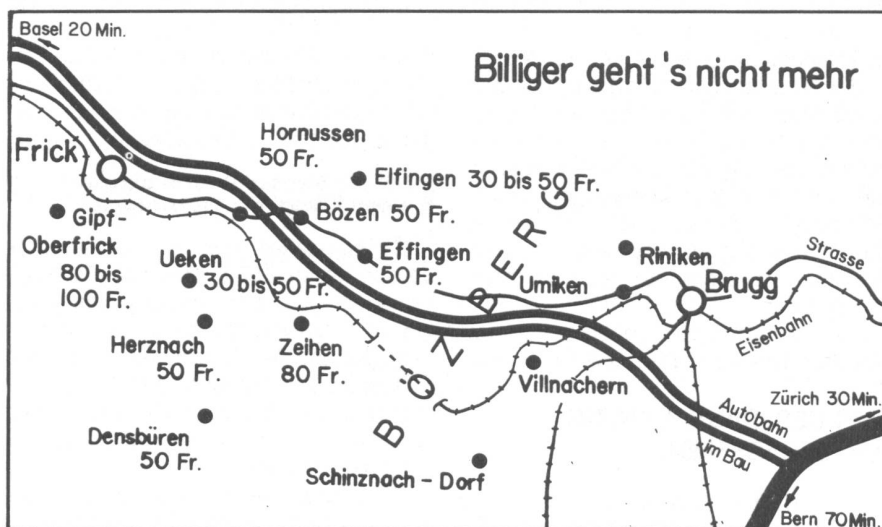 Basel 20 Min.
Billiger geht's nicht mehr
Hornussen
50 Fr.
Frick
Elfingen 30 bis 50 Fr.
Gipf-
Oberfrick
80 bis
100 Fr.
Bözen 50 Fr.
Ueken
30 bis 50 Fr.
Effingen
50 Fr.
BÖZBERG
Umiken
Riniken
Brugg
Strasse
Eisenbahn
Herznach
50 Fr.
Zeihen
80 Fr.
Villnachern
Densbüren
50 Fr.
Schinznach-Dorf
Autobahn
im Bau
Zürich 30 Min.
Bern 70 Min